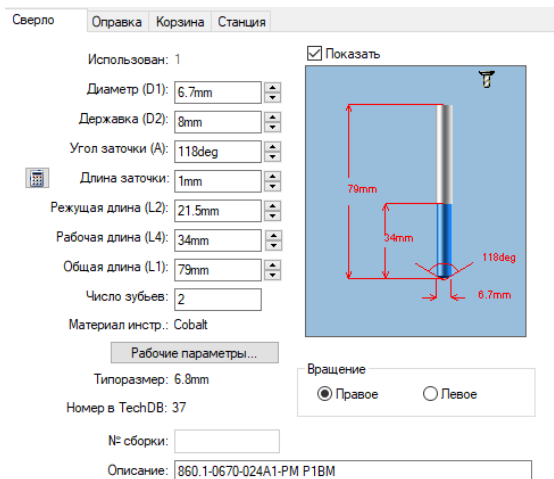 Сверло Оправка Корзина Станция
Использован: 1
Показать
Диаметр (D1): 6.7mm
Державка (D2): 8mm
Угол заточки (A): 118deg
Длина заточки: 1mm
Режущая длина (L2): 21.5mm
Рабочая длина (L4): 34mm
Общая длина (L1): 79mm
Число зубьев: 2
Материал инстр.: Cobalt
Рабочие параметры...
Типоразмер: 6.8mm
Номер в TechDB: 37
№ сборки:
Описание: 860.1-0670-024A1-PM P1BM
79mm
34mm
118deg
6.7mm
Вращение
Правое Левое